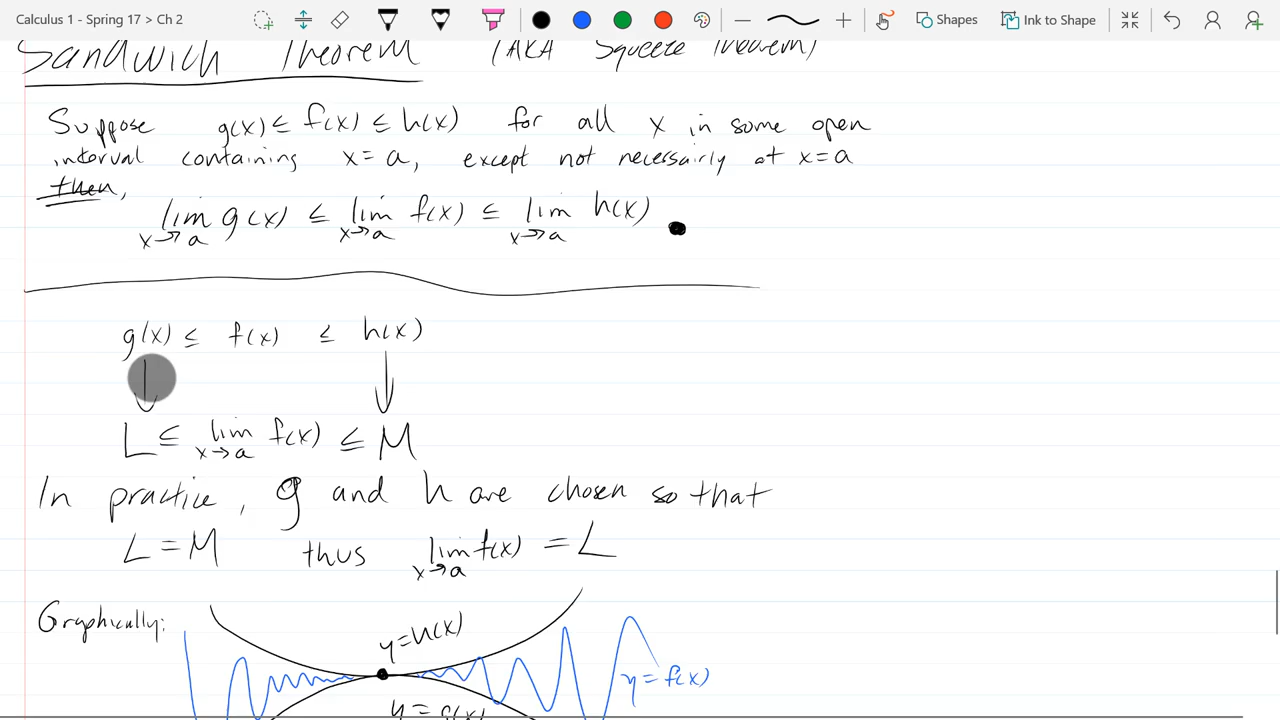 Calculus 1 - Spring 17 > Ch 2
Shapes
Ink to Shape
Sandwich Theorem (AKA Squeeze Theorem)
Suppose g(x) ≤ f(x) ≤ h(x) for all x in some open
interval containing x = a, except not necessairly at x = a
then,
lim x→a g(x) ≤ lim x→a f(x) ≤ lim x→a h(x)
g(x) ≤ f(x) ≤ h(x)
L ≤ lim x→a f(x) ≤ M
In practice, g and h are chosen so that
L = M thus lim x→a f(x) = L
Graphically:
y = h(x)
y = f(x)
y = g(x)